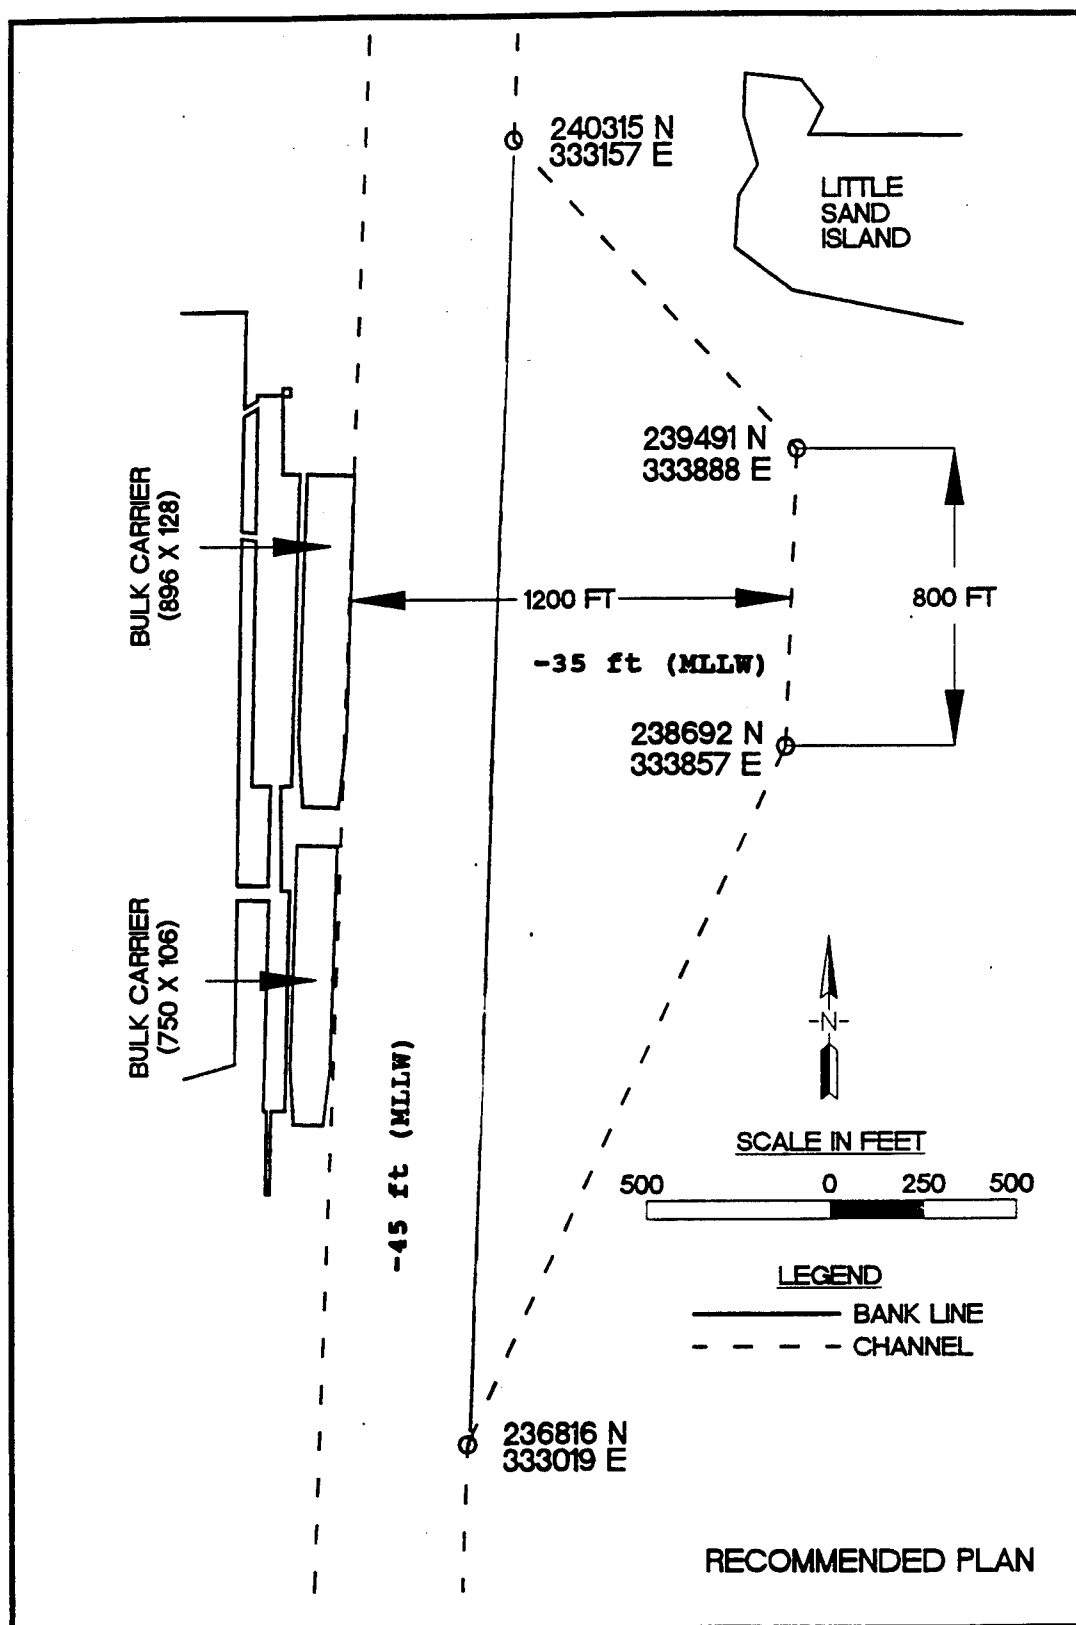 240315 N
333157 E
LITTLE
SAND
ISLAND
239491 N
333888 E
BULK CARRIER
(896 X 128)
1200 FT
800 FT
-35 ft (MLLW)
238692 N
333857 E
BULK CARRIER
(750 X 106)
-N-
-45 ft (MLLW)
SCALE IN FEET
500 0 250 500
LEGEND
BANK LINE
CHANNEL
236816 N
333019 E
RECOMMENDED PLAN